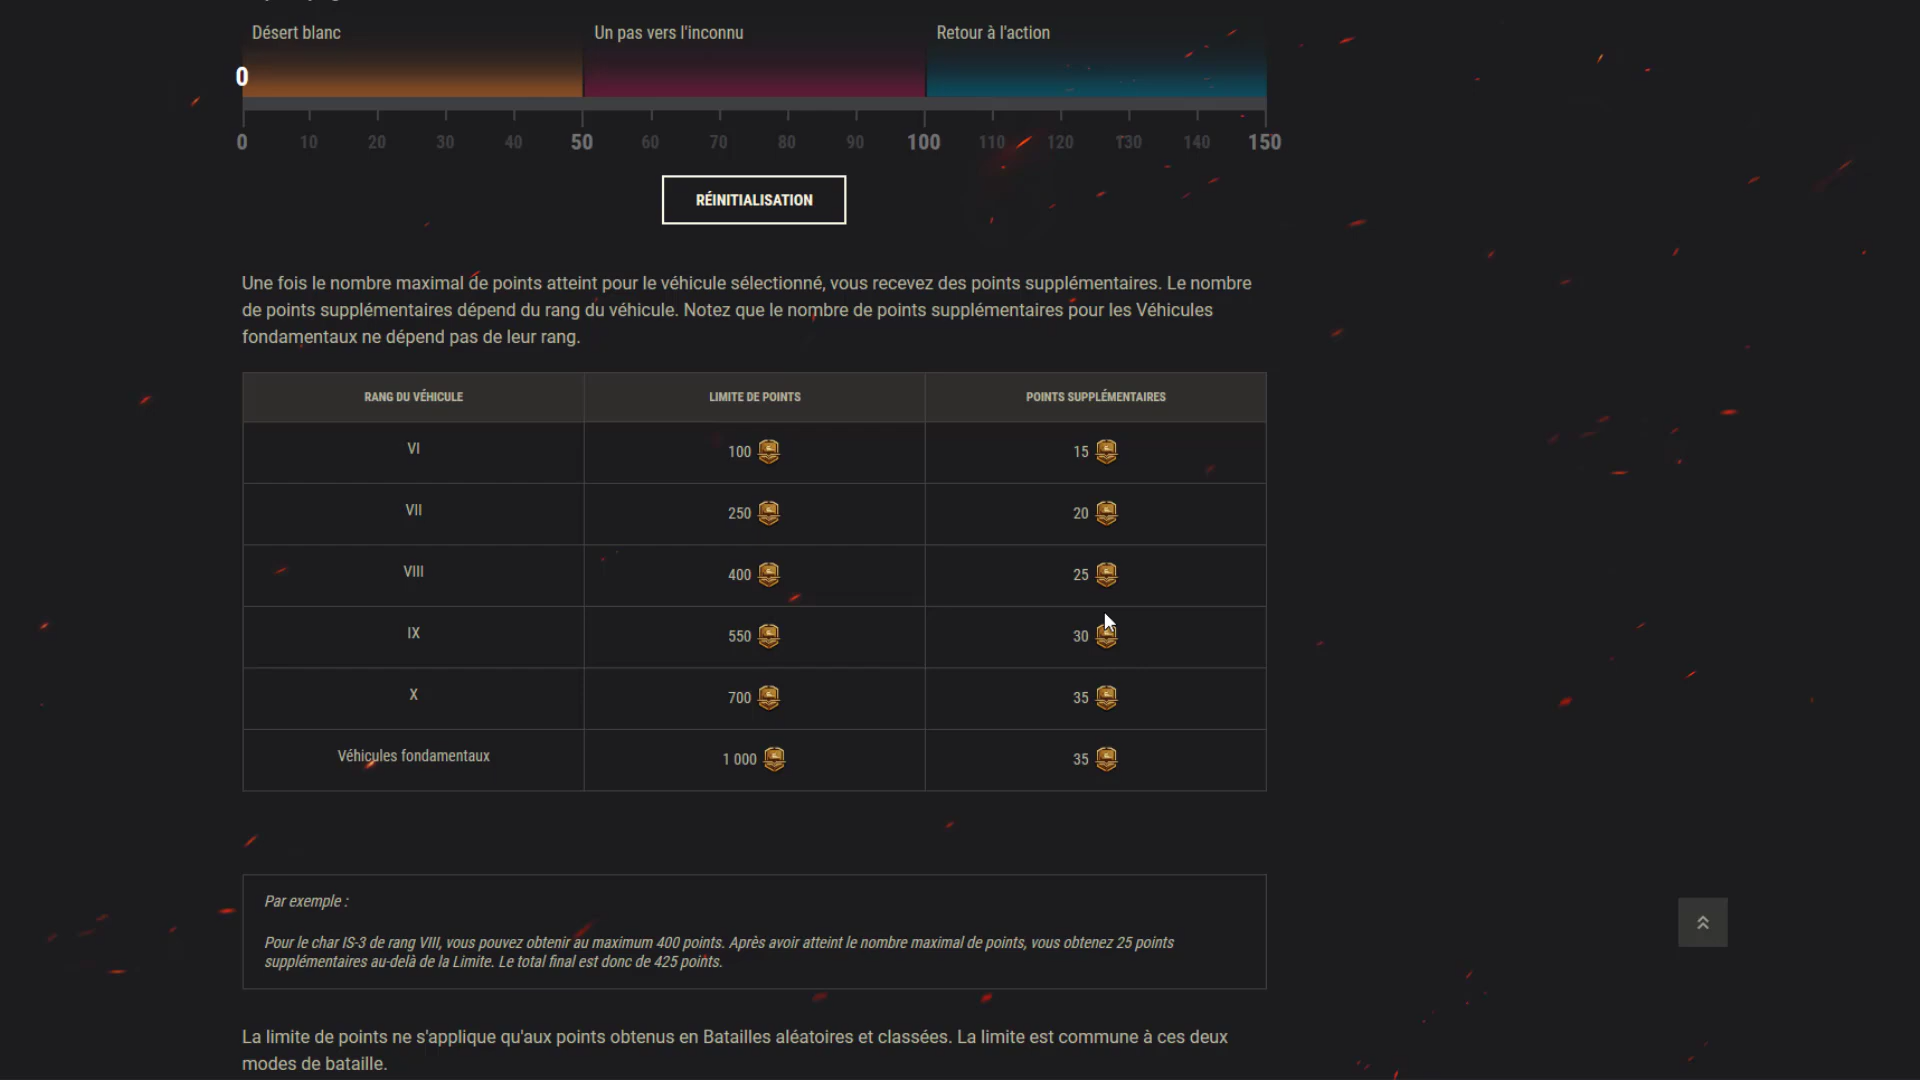 Désert blanc
Un pas vers l'inconnu
Retour à l'action
0
0 10 20 30 40 50 60 70 80 90 100 110 120 130 140 150
RÉINITIALISATION
Une fois le nombre maximal de points atteint pour le véhicule sélectionné, vous recevez des points supplémentaires. Le nombre
de points supplémentaires dépend du rang du véhicule. Notez que le nombre de points supplémentaires pour les Véhicules
fondamentaux ne dépend pas de leur rang.
RANG DU VÉHICULE LIMITE DE POINTS POINTS SUPPLÉMENTAIRES
VI 100 15
VII 250 20
VIII 400 25
IX 550 30
X 700 35
Véhicules fondamentaux 1 000 35
Par exemple :
Pour le char IS-3 de rang VIII, vous pouvez obtenir au maximum 400 points. Après avoir atteint le nombre maximal de points, vous obtenez 25 points
supplémentaires au-delà de la Limite. Le total final est donc de 425 points.
La limite de points ne s'applique qu'aux points obtenus en Batailles aléatoires et classées. La limite est commune à ces deux
modes de bataille.